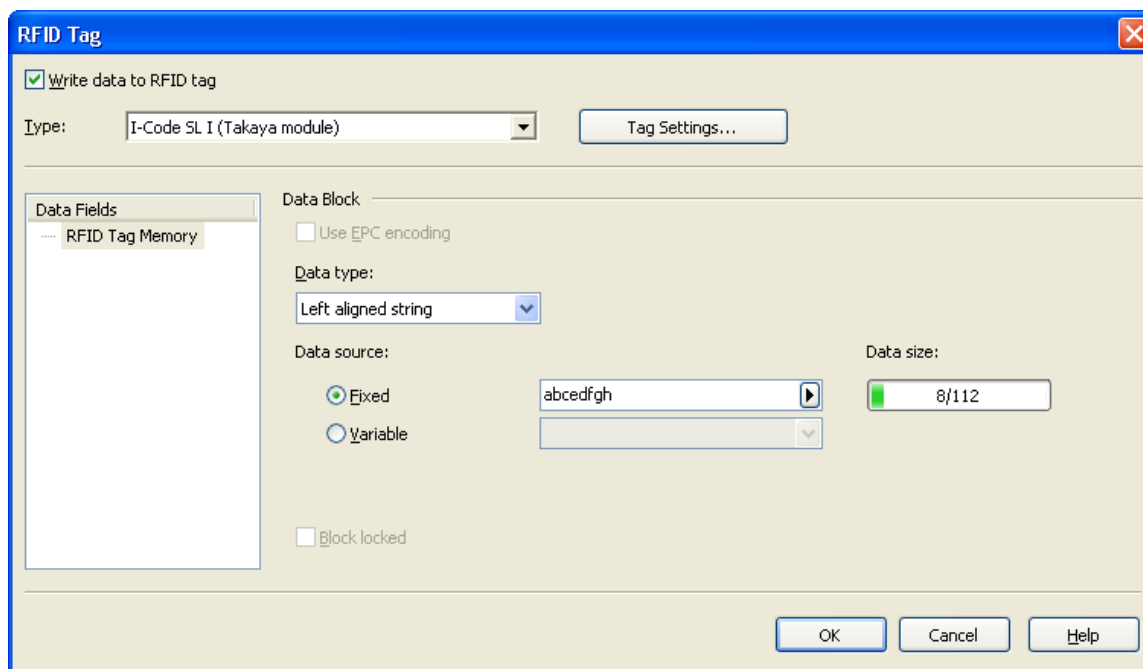 RFID Tag
Write data to RFID tag
Type: I-Code SL I (Takaya module) Tag Settings...
Data Fields
RFID Tag Memory
Data Block
Use EPC encoding
Data type:
Left aligned string
Data source: Data size:
Fixed abcedfgh 8/112
Variable
Block locked
OK Cancel Help